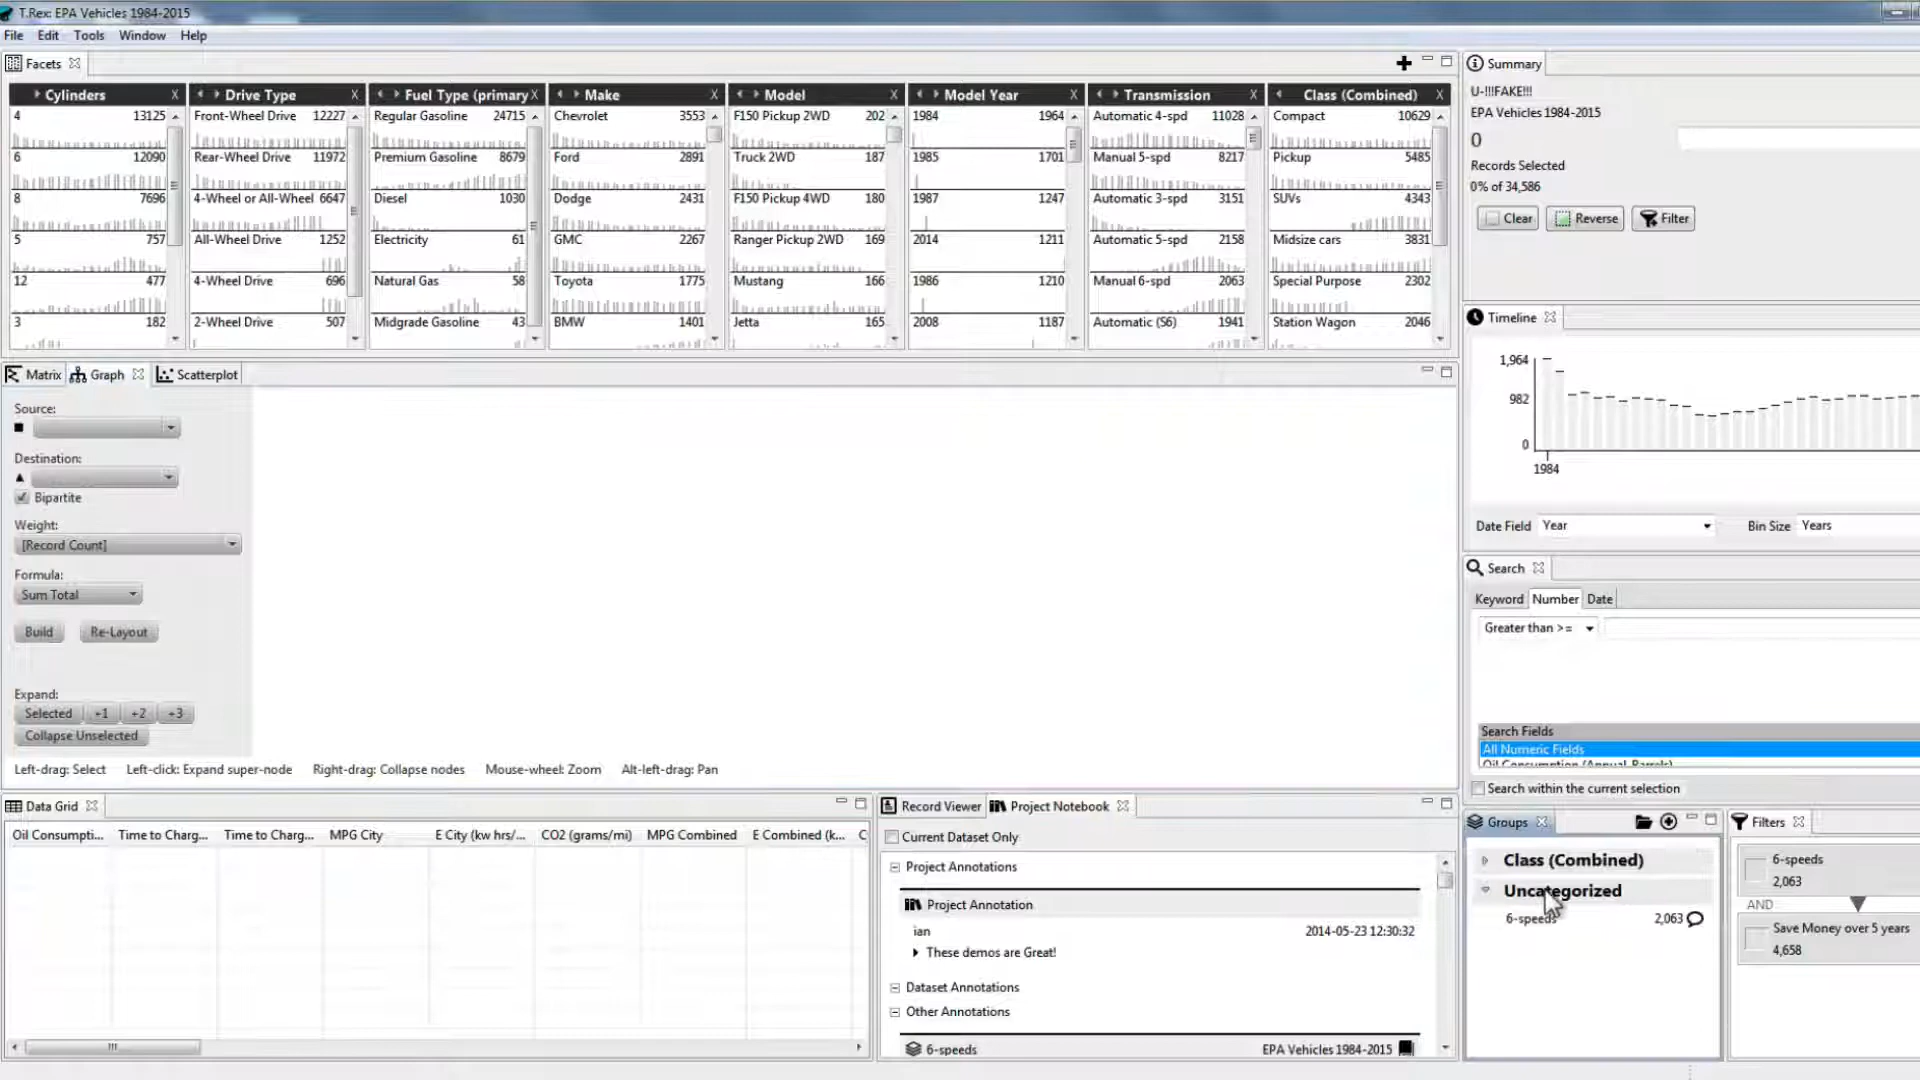 T.Rex: EPA Vehicles 1984-2015
File Edit Tools Window Help
Facets
Cylinders X
4 13125
6 12090
8 7696
5 757
12 477
3 182
Drive Type X
Front-Wheel Drive 12227
Rear-Wheel Drive 11972
4-Wheel or All-Wheel 6647
All-Wheel Drive 1252
4-Wheel Drive 696
2-Wheel Drive 507
Fuel Type (primary X
Regular Gasoline 24715
Premium Gasoline 8679
Diesel 1030
Electricity 61
Natural Gas 58
Midgrade Gasoline 43
Make X
Chevrolet 3553
Ford 2891
Dodge 2431
GMC 2267
Toyota 1775
BMW 1401
Model X
F150 Pickup 2WD 202
Truck 2WD 187
F150 Pickup 4WD 180
Ranger Pickup 2WD 169
Mustang 166
Jetta 165
Model Year X
1984 1964
1985 1701
1987 1247
2014 1211
1986 1210
2008 1187
Transmission X
Automatic 4-spd 11028
Manual 5-spd 8217
Automatic 3-spd 3151
Automatic 5-spd 2158
Manual 6-spd 2063
Automatic (S6) 1941
Class (Combined) X
Compact 10629
Pickup 5485
SUVs 4343
Midsize cars 3831
Special Purpose 2302
Station Wagon 2046
Summary
U-!!!FAKE!!!
EPA Vehicles 1984-2015
0
Records Selected
0% of 34,586
Clear Reverse Filter
Timeline
1,964
982
0
1984
Date Field Year Bin Size Years
Matrix Graph Scatterplot
Source:
Destination:
Bipartite
Weight:
[Record Count]
Formula:
Sum Total
Build Re-Layout
Expand:
Selected +1 +2 +3
Collapse Unselected
Left-drag: Select Left-click: Expand super-node Right-drag: Collapse nodes Mouse-wheel: Zoom Alt-left-drag: Pan
Search
Keyword Number Date
Greater than >=
Search Fields
All Numeric Fields
Oil Consumption (Annual Barrels)
Search within the current selection
Data Grid
Oil Consumpti... Time to Charg... Time to Charg... MPG City E City (kw hrs/... CO2 (grams/mi) MPG Combined E Combined (k... C
Record Viewer Project Notebook
Current Dataset Only
Project Annotations
Project Annotation
ian 2014-05-23 12:30:32
These demos are Great!
Dataset Annotations
Other Annotations
6-speeds EPA Vehicles 1984-2015
Groups
Class (Combined)
Uncategorized
6-speeds 2,063
Filters
6-speeds
2,063
AND
Save Money over 5 years
4,658